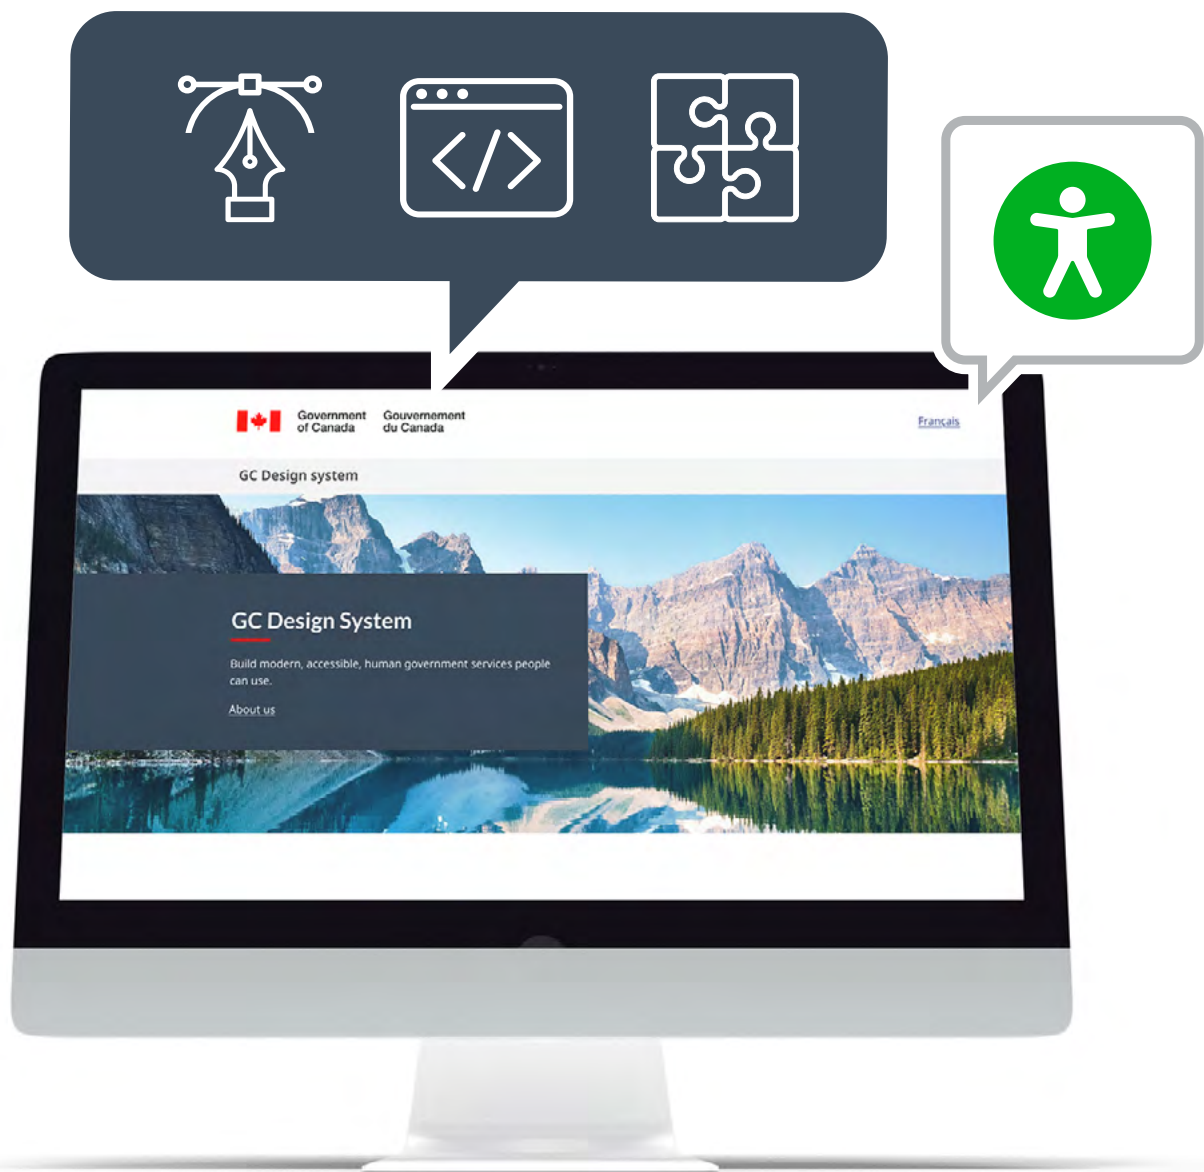 </>
Government
of Canada
Gouvernement
du Canada
Français
GC Design system
GC Design System
Build modern, accessible, human government services people
can use.
About us